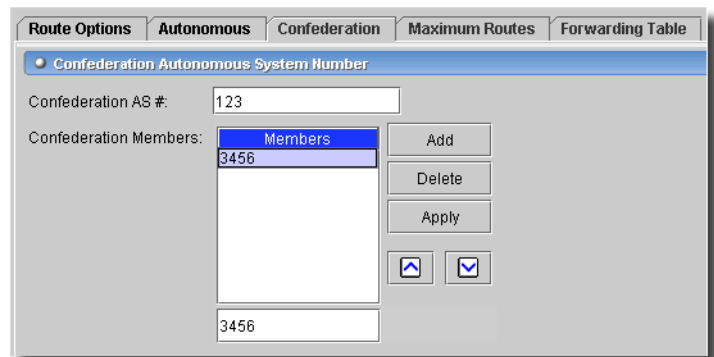 Route Options Autonomous Confederation Maximum Routes Forwarding Table
Confederation Autonomous System Number
Confederation AS #: 123
Confederation Members: Members Add
3456
Delete
Apply
3456